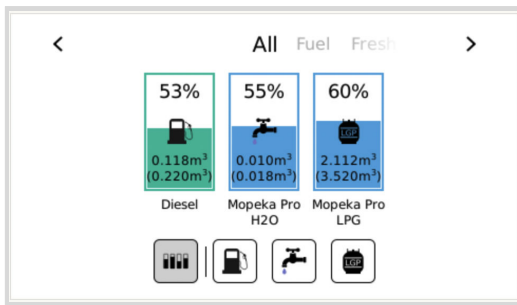 All Fuel Fresh
53% 55% 60%
LGP
0.118m³ 0.010m³ 2.112m³
(0.220m³) (0.018m³) (3.520m³)
Diesel Mopeka Pro Mopeka Pro
H2O LPG
LGP